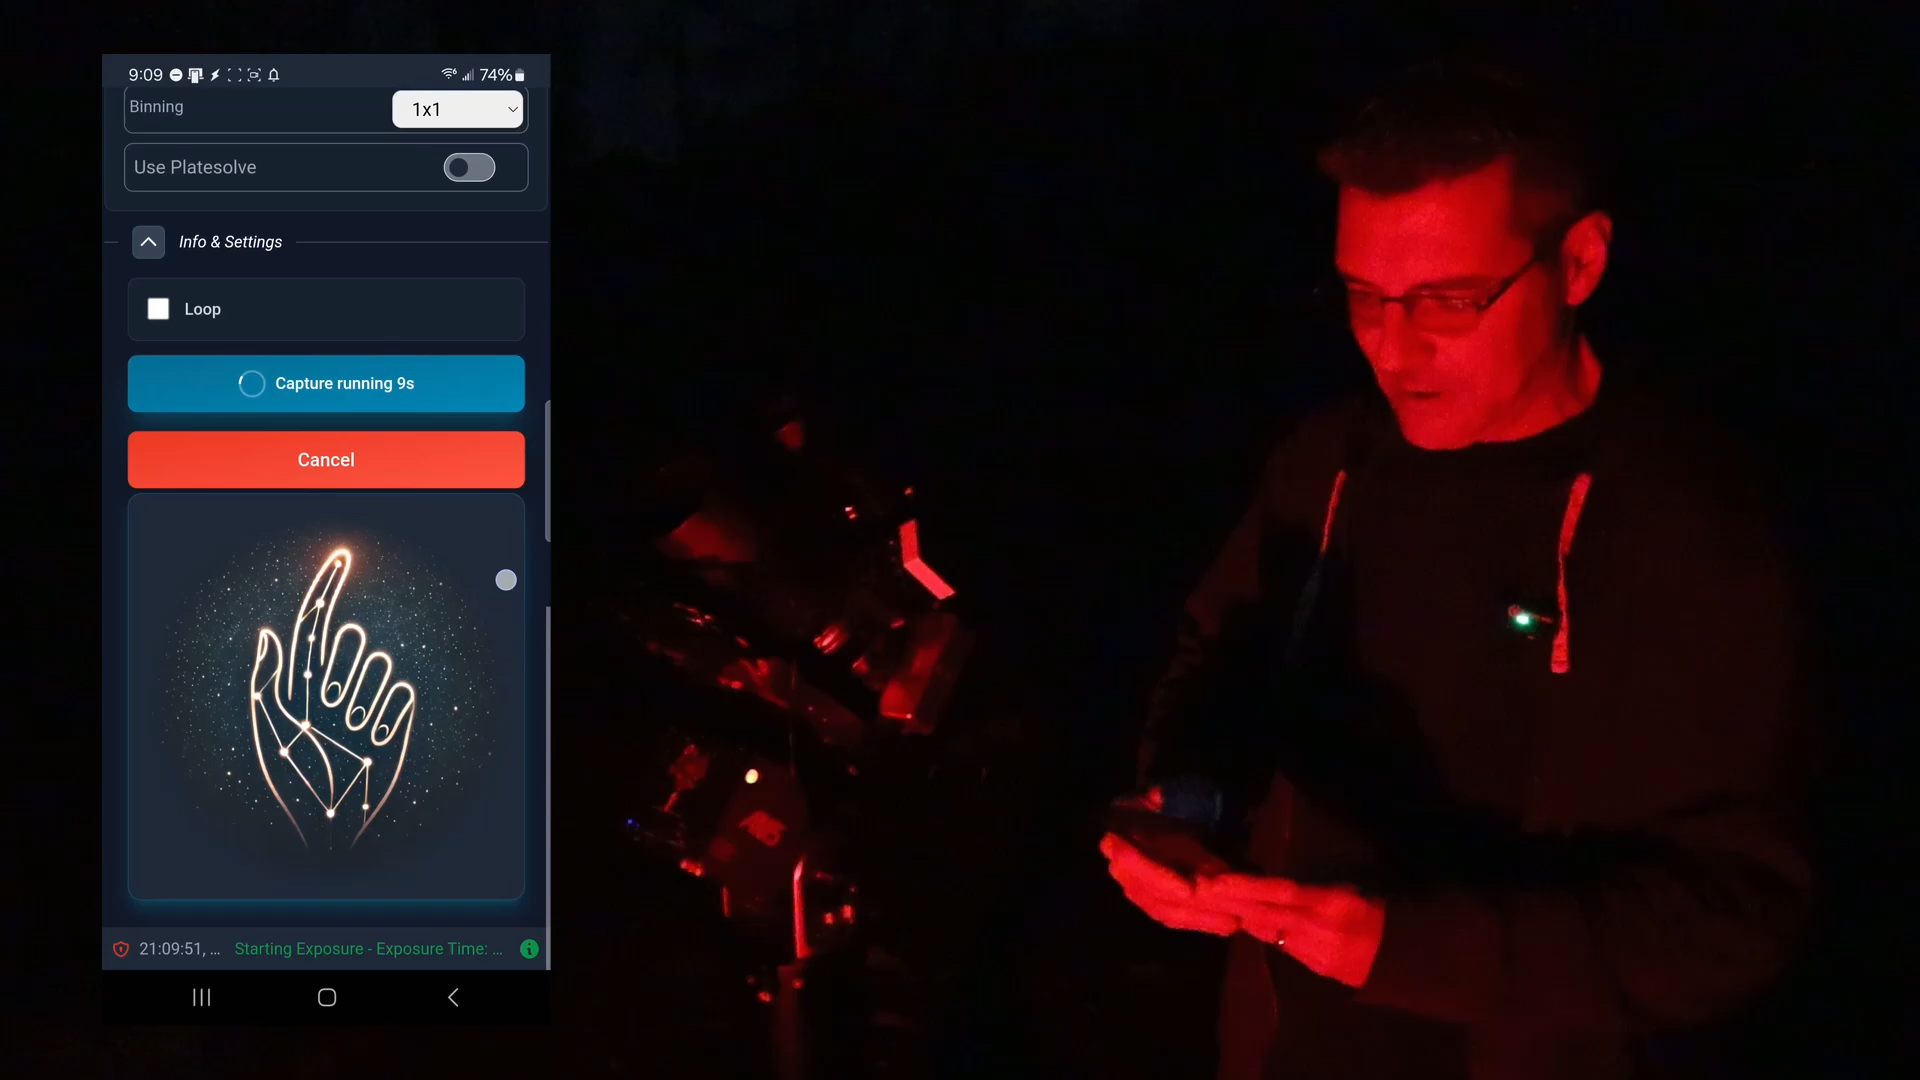 9:09 74%
Binning 1x1
Use Platesolve
Info & Settings
Loop
Capture running 9s
Cancel
21:09:51, ... Starting Exposure - Exposure Time: ...